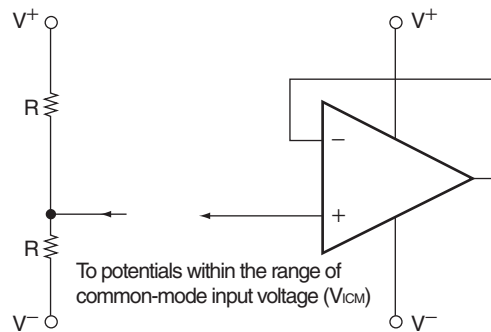 V+
V+
R
−
R
+
To potentials within the range of
common-mode input voltage (VICM)
V−
V−